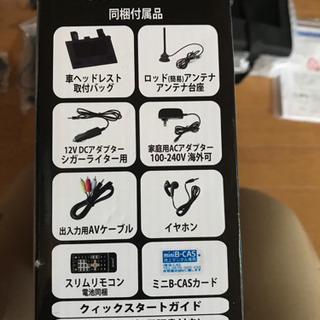 同梱付属品
車ヘッドレスト
取付バッグ
ロッド(簡易)アンテナ
アンテナ台座
12V DCアダプター
シガーライター用
家庭用ACアダプター
100-240V 海外可
出入力用AVケーブル
イヤホン
スリムリモコン
電池同梱
miniB-CAS
ミニB-CASカード
クィックスタートガイド